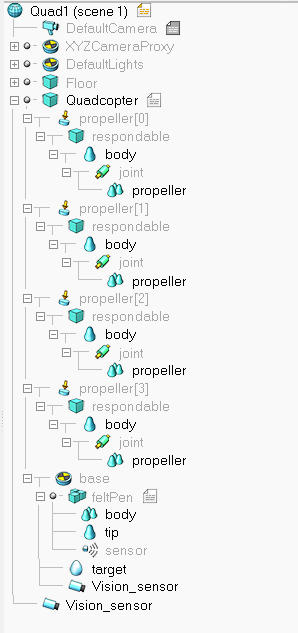 Quad1 (scene 1)
DefaultCamera
XYZCameraProxy
DefaultLights
Floor
Quadcopter
propeller[0]
respondable
body
joint
propeller
propeller[1]
respondable
body
joint
propeller
propeller[2]
respondable
body
joint
propeller
propeller[3]
respondable
body
joint
propeller
base
feltPen
body
tip
sensor
target
Vision_sensor
Vision_sensor